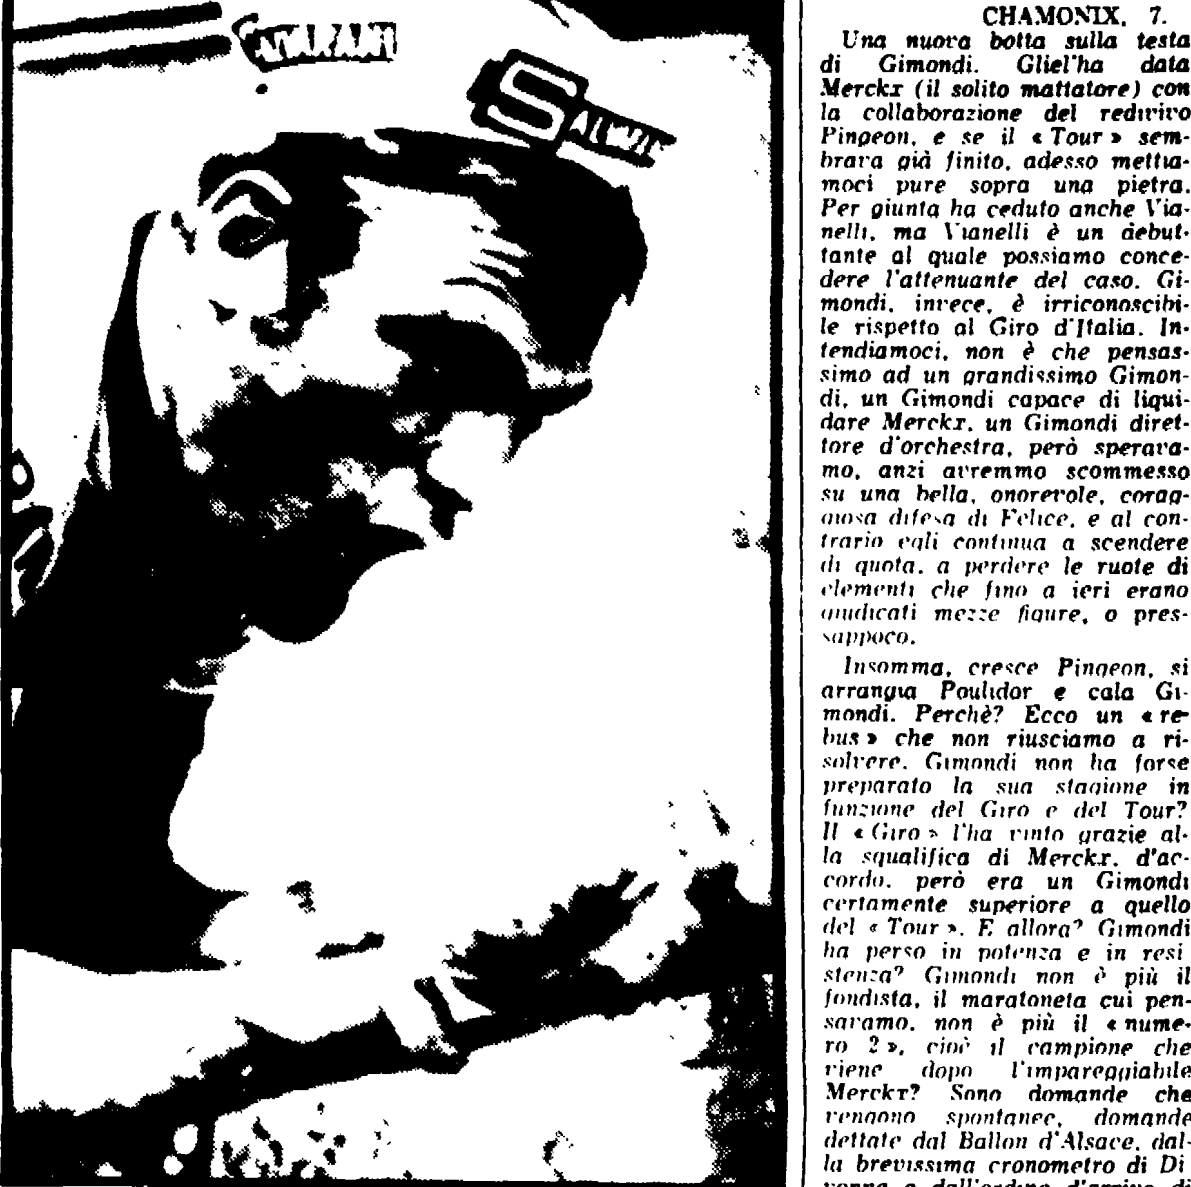 SALVARANI
SALVAR
CHAMONIX, 7.
Una nuova botta sulla testa
di Gimondi. Gliel'ha data
Merckx (il solito mattatore) con
la collaborazione del redivivo
Pingeon, e se il « Tour » sem-
brava già finito, adesso mettia-
moci pure sopra una pietra.
Per giunta ha ceduto anche Via-
nelli, ma Vianelli è un debut-
tante al quale possiamo conce-
dere l'attenuante del caso. Gi-
mondi, invece, è irriconoscibi-
le rispetto al Giro d'Italia. In-
tendiamoci, non è che pensas-
simo ad un grandissimo Gimon-
di, un Gimondi capace di liqui-
dare Merckx, un Gimondi diret-
tore d'orchestra, però sperava-
mo, anzi avremmo scommesso
su una bella, onorevole, corag-
giosa difesa di Felice, e al con-
trario egli continua a scendere
di quota, a perdere le ruote di
elementi che fino a ieri erano
giudicati mezze figure, o pres-
sappoco.
Insomma, cresce Pingeon, si
arrangia Poulidor e cala Gi-
mondi. Perchè? Ecco un « re-
bus » che non riusciamo a ri-
solvere. Gimondi non ha forse
preparato la sua stagione in
funzione del Giro e del Tour?
Il « Giro » l'ha vinto grazie al-
la squalifica di Merckx, d'ac-
cordo, però era un Gimondi
certamente superiore a quello
del « Tour ». E allora? Gimondi
ha perso in potenza e in resi
stenza? Gimondi non è più il
fondista, il maratoneta cui pen-
savamo, non è più il « nume-
ro 2 », cioè il campione che
viene dopo l'impareggiabile
Merckx? Sono domande che
vengono spontanee, domande
dettate dal Ballon d'Alsace, dal-
la brevissima cronometro di Di
vonne e dall'ordine d'arrivo di